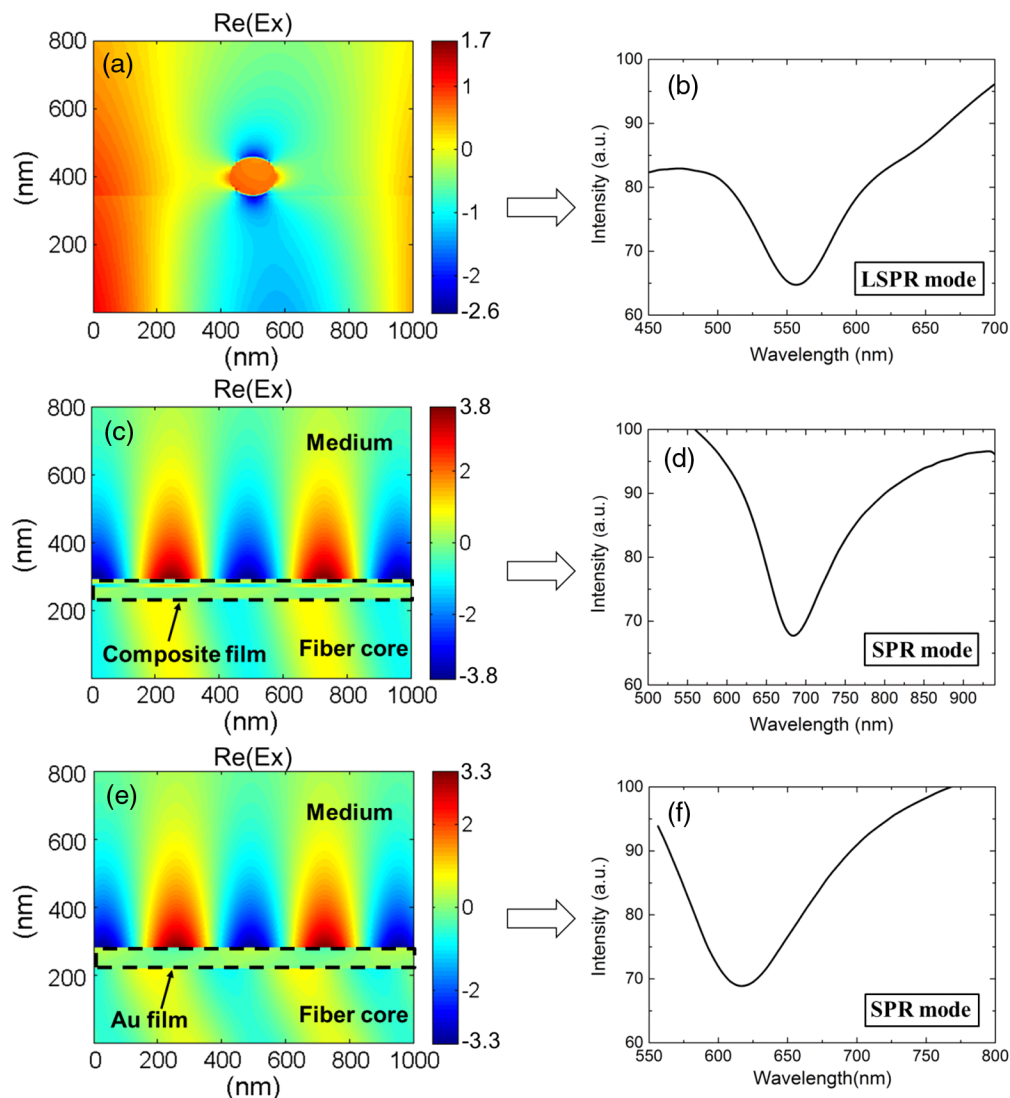 Re(Ex)
(a)
800
600
400
200
0 200 400 600 800 1000
(nm)
(nm)
1.7
1
0
-1
-2
-2.6
(b)
100
90
80
70
60
Intensity (a.u.)
LSPR mode
450 500 550 600 650 700
Wavelength (nm)
Re(Ex)
(c)
800
600
400
200
0 200 400 600 800 1000
(nm)
(nm)
Medium
Composite film
Fiber core
3.8
2
0
-2
-3.8
(d)
100
90
80
70
60
Intensity (a.u.)
SPR mode
500 550 600 650 700 750 800 850 900
Wavelength (nm)
Re(Ex)
(e)
800
600
400
200
0
0 200 400 600 800 1000
(nm)
(nm)
Medium
Au film
Fiber core
3.3
2
0
-2
-3.3
(f)
100
90
80
70
60
Intensity (a.u.)
SPR mode
550 600 650 700 750 800
Wavelength(nm)